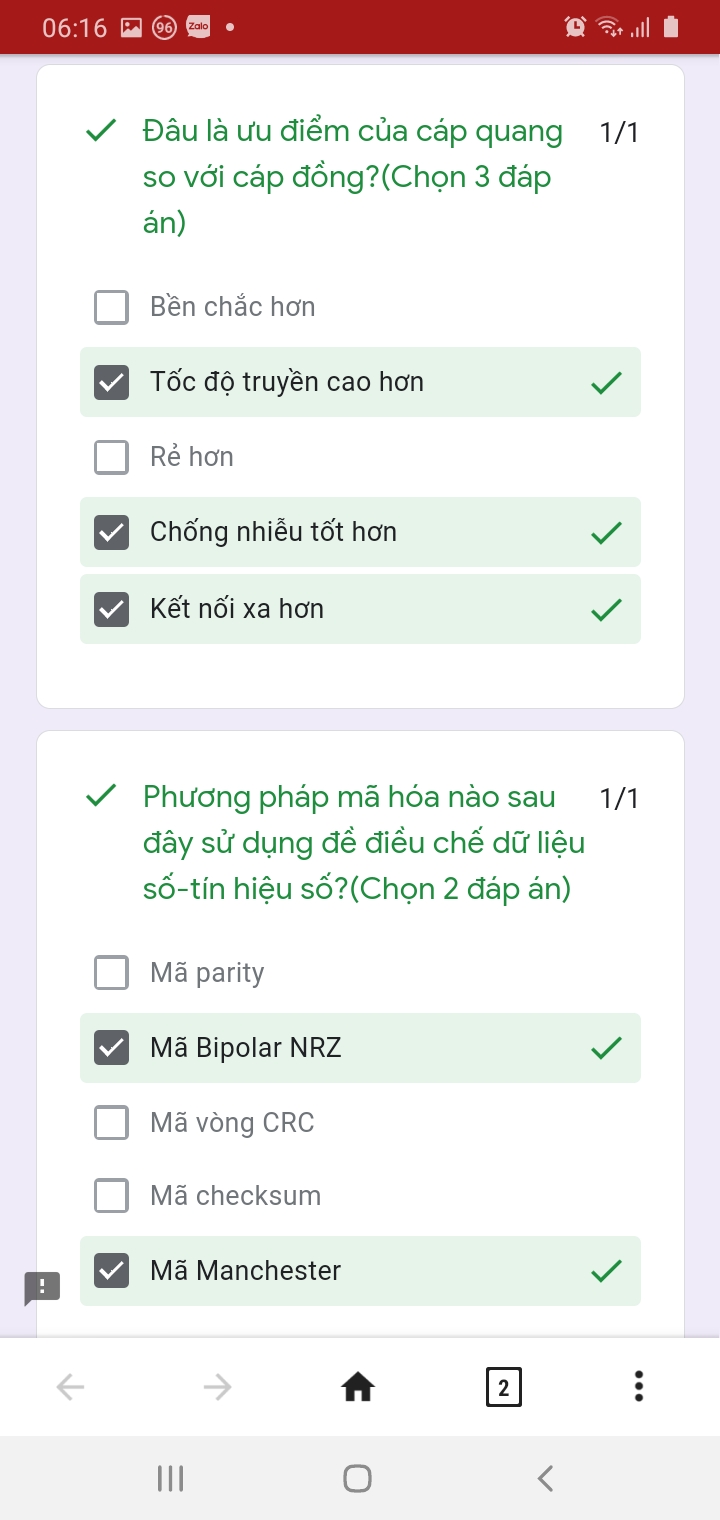 06:16 96 Zalo
Đâu là ưu điểm của cáp quang 1/1
so với cáp đồng?(Chọn 3 đáp
án)
Bền chắc hơn
Tốc độ truyền cao hơn
Rẻ hơn
Chống nhiễu tốt hơn
Kết nối xa hơn
Phương pháp mã hóa nào sau 1/1
đây sử dụng để điều chế dữ liệu
số-tín hiệu số?(Chọn 2 đáp án)
Mã parity
Mã Bipolar NRZ
Mã vòng CRC
Mã checksum
Mã Manchester
2